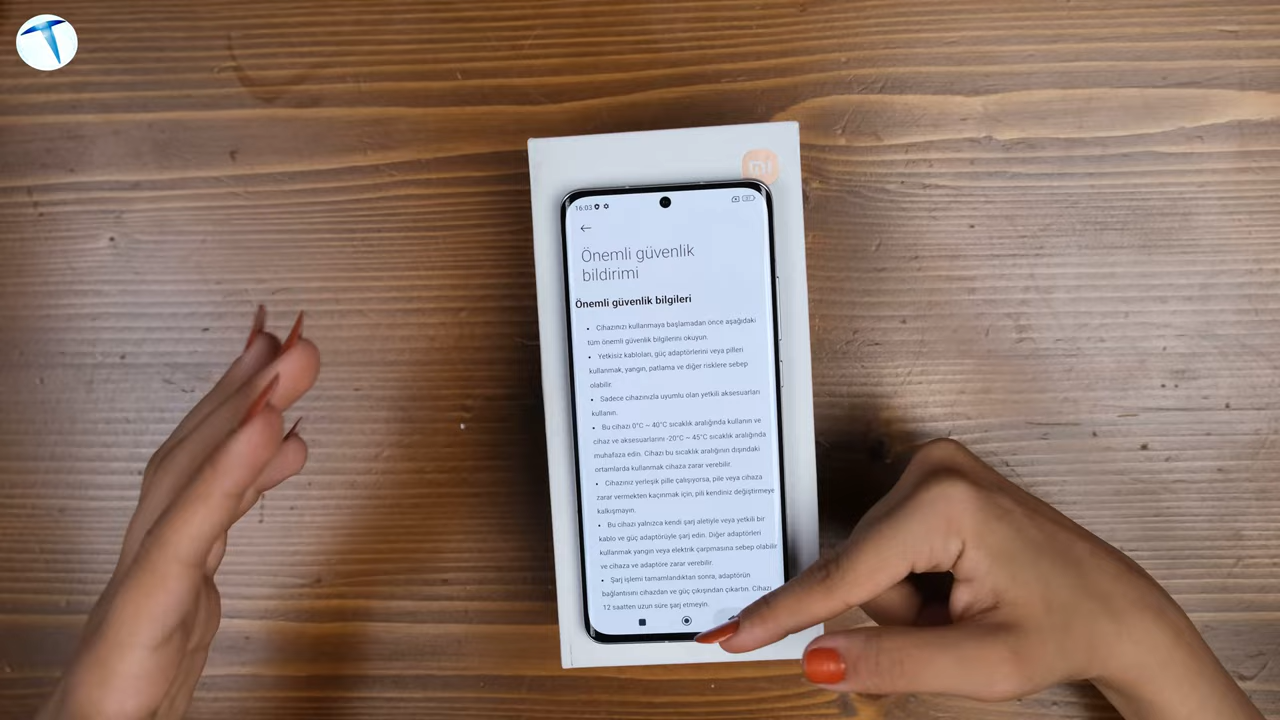 16:03
Önemli güvenlik
bildirimi
Önemli güvenlik bilgileri
• Cihazınızı kullanmaya başlamadan önce aşağıdaki
tüm önemli güvenlik bilgilerini okuyun.
• Yetkisiz kabloları, güç adaptörlerini veya pilleri
kullanmak, yangın, patlama ve diğer risklere sebep
olabilir.
• Sadece cihazınızla uyumlu olan yetkili aksesuarları
kullanın.
• Bu cihazı 0°C ~ 40°C sıcaklık aralığında kullanın ve
cihaz ve aksesuarlarını -20°C ~ 45°C sıcaklık aralığında
muhafaza edin. Cihazı bu sıcaklık aralığının dışındaki
ortamlarda kullanmak cihaza zarar verebilir.
• Cihazınız yerleşik pille çalışıyorsa, pile veya cihaza
zarar vermekten kaçınmak için, pili kendiniz değiştirmeye
kalkışmayın.
• Bu cihazı yalnızca kendi şarj aletiyle veya yetkili bir
kablo ve güç adaptörüyle şarj edin. Diğer adaptörleri
kullanmak yangın veya elektrik çarpmasına sebep olabilir
ve cihaza ve adaptöre zarar verebilir.
• Şarj işlemi tamamlandıktan sonra, adaptörün
bağlantısını cihazdan ve güç çıkışından çıkartın. Cihazı
12 saatten uzun süre şarj etmeyin.